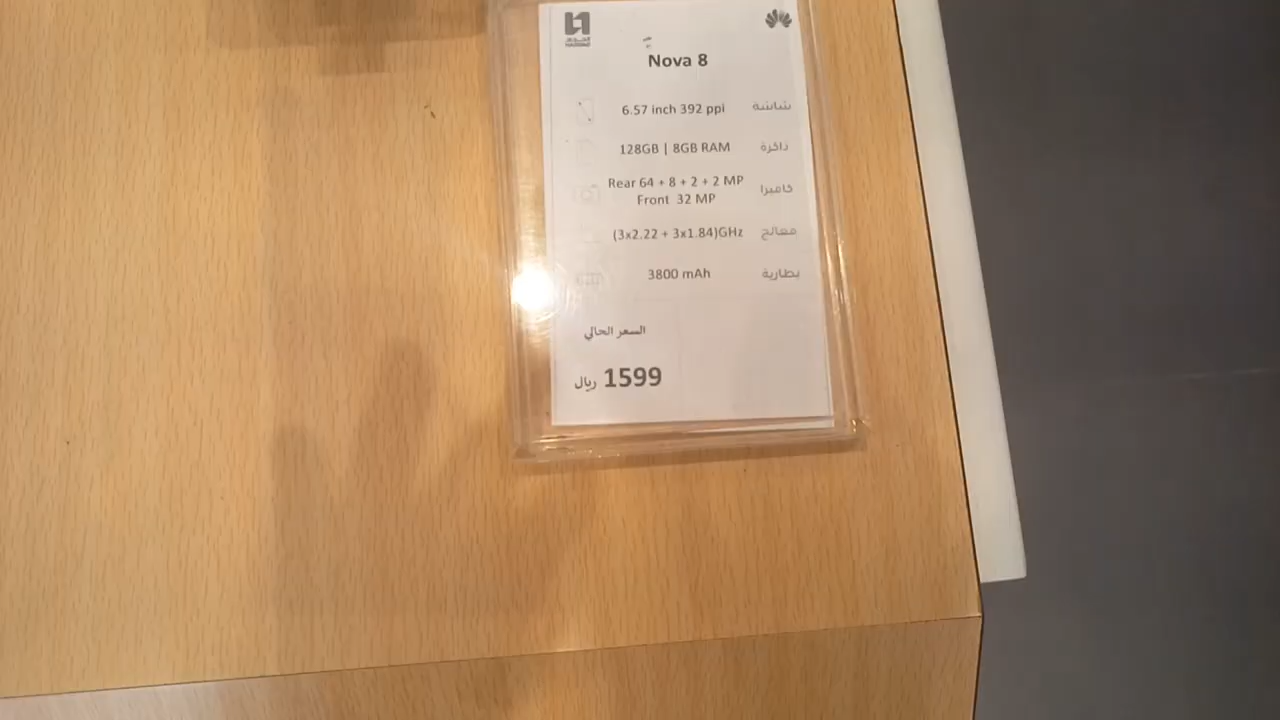 Nova 8
شاشة 6.57 inch 392 ppi
ذاكرة 128GB | 8GB RAM
كاميرا Rear 64 + 8 + 2 + 2 MP
Front 32 MP
معالج (3x2.22 + 3x1.84)GHz
بطارية 3800 mAh
السعر الحالي
1599 ريال